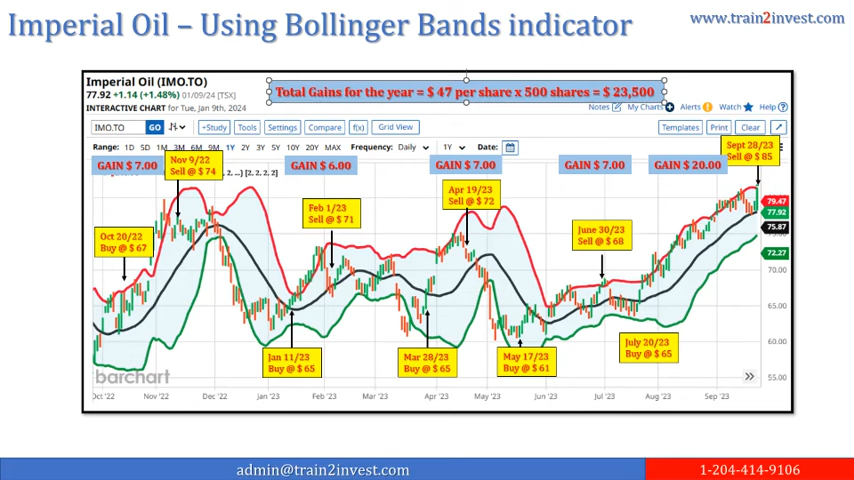 Imperial Oil – Using Bollinger Bands indicator
www.train2invest.com
Imperial Oil (IMO.TO)
77.92 +1.14 (+1.48%) 01/09/24 [TSX]
INTERACTIVE CHART for Tue, Jan 9th, 2024
Total Gains for the year = $ 47 per share x 500 shares = $ 23,500
Notes My Charts Alerts Watch Help
IMO.TO GO +Study Tools Settings Compare f(x) Grid View Templates Print Clear
Range: 1D 5D 1M 3M 6M 9M 1Y 2Y 3Y 5Y 10Y 20Y MAX Frequency: Daily 1Y Date:
GAIN $ 7.00
Nov 9/22
Sell @ $ 74
GAIN $ 6.00
GAIN $ 7.00
GAIN $ 7.00
GAIN $ 20.00
Sept 28/23
Sell @ $ 85
, 2, ...) [2, 2, 2, 2]
Oct 20/22
Buy @ $ 67
Feb 1/23
Sell @ $ 71
Apr 19/23
Sell @ $ 72
June 30/23
Sell @ $ 68
79.47
77.92
75.87
72.27
70.00
65.00
60.00
55.00
Jan 11/23
Buy @ $ 65
Mar 28/23
Buy @ $ 65
May 17/23
Buy @ $ 61
July 20/23
Buy @ $ 65
barchart
Oct '22 Nov '22 Dec '22 Jan '23 Feb '23 Mar '23 Apr '23 May '23 Jun '23 Jul '23 Aug '23 Sep '23
admin@train2invest.com
1-204-414-9106